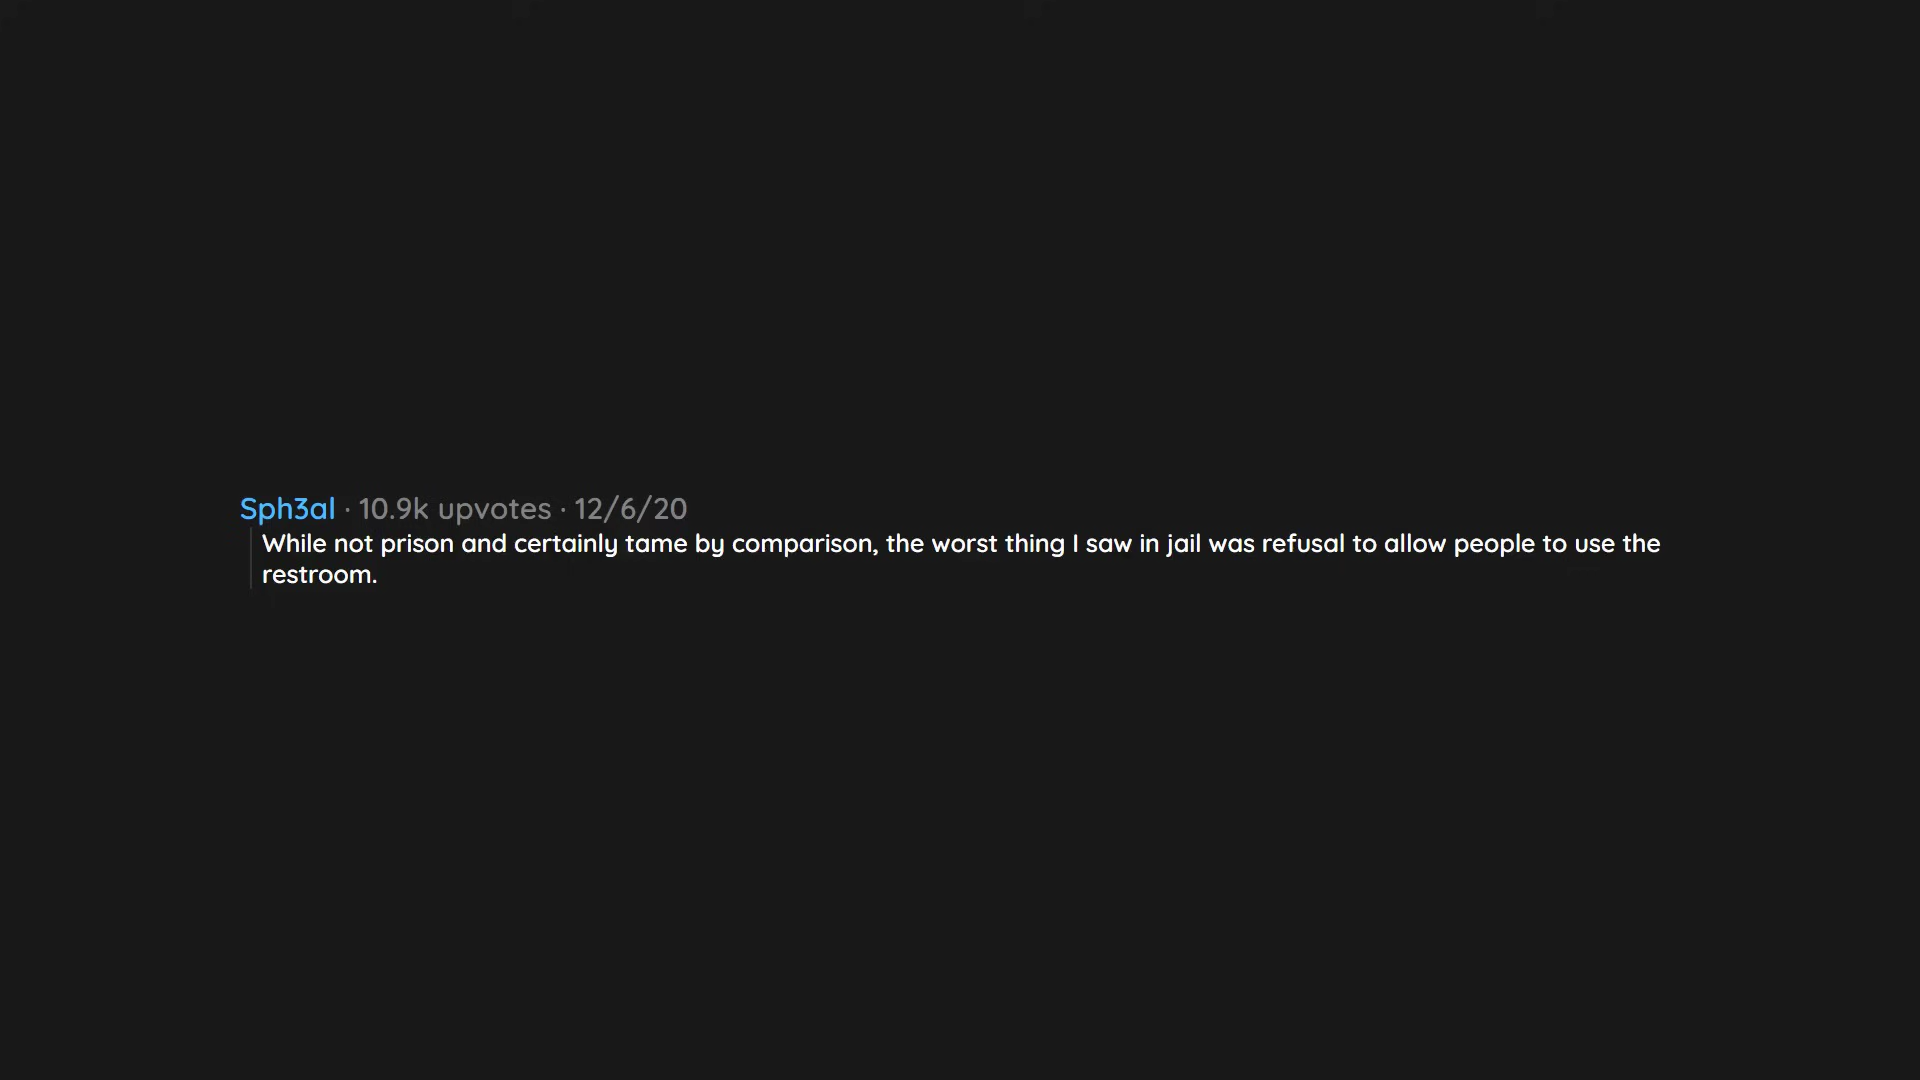 Sph3al · 10.9k upvotes · 12/6/20
While not prison and certainly tame by comparison, the worst thing I saw in jail was refusal to allow people to use the
restroom.